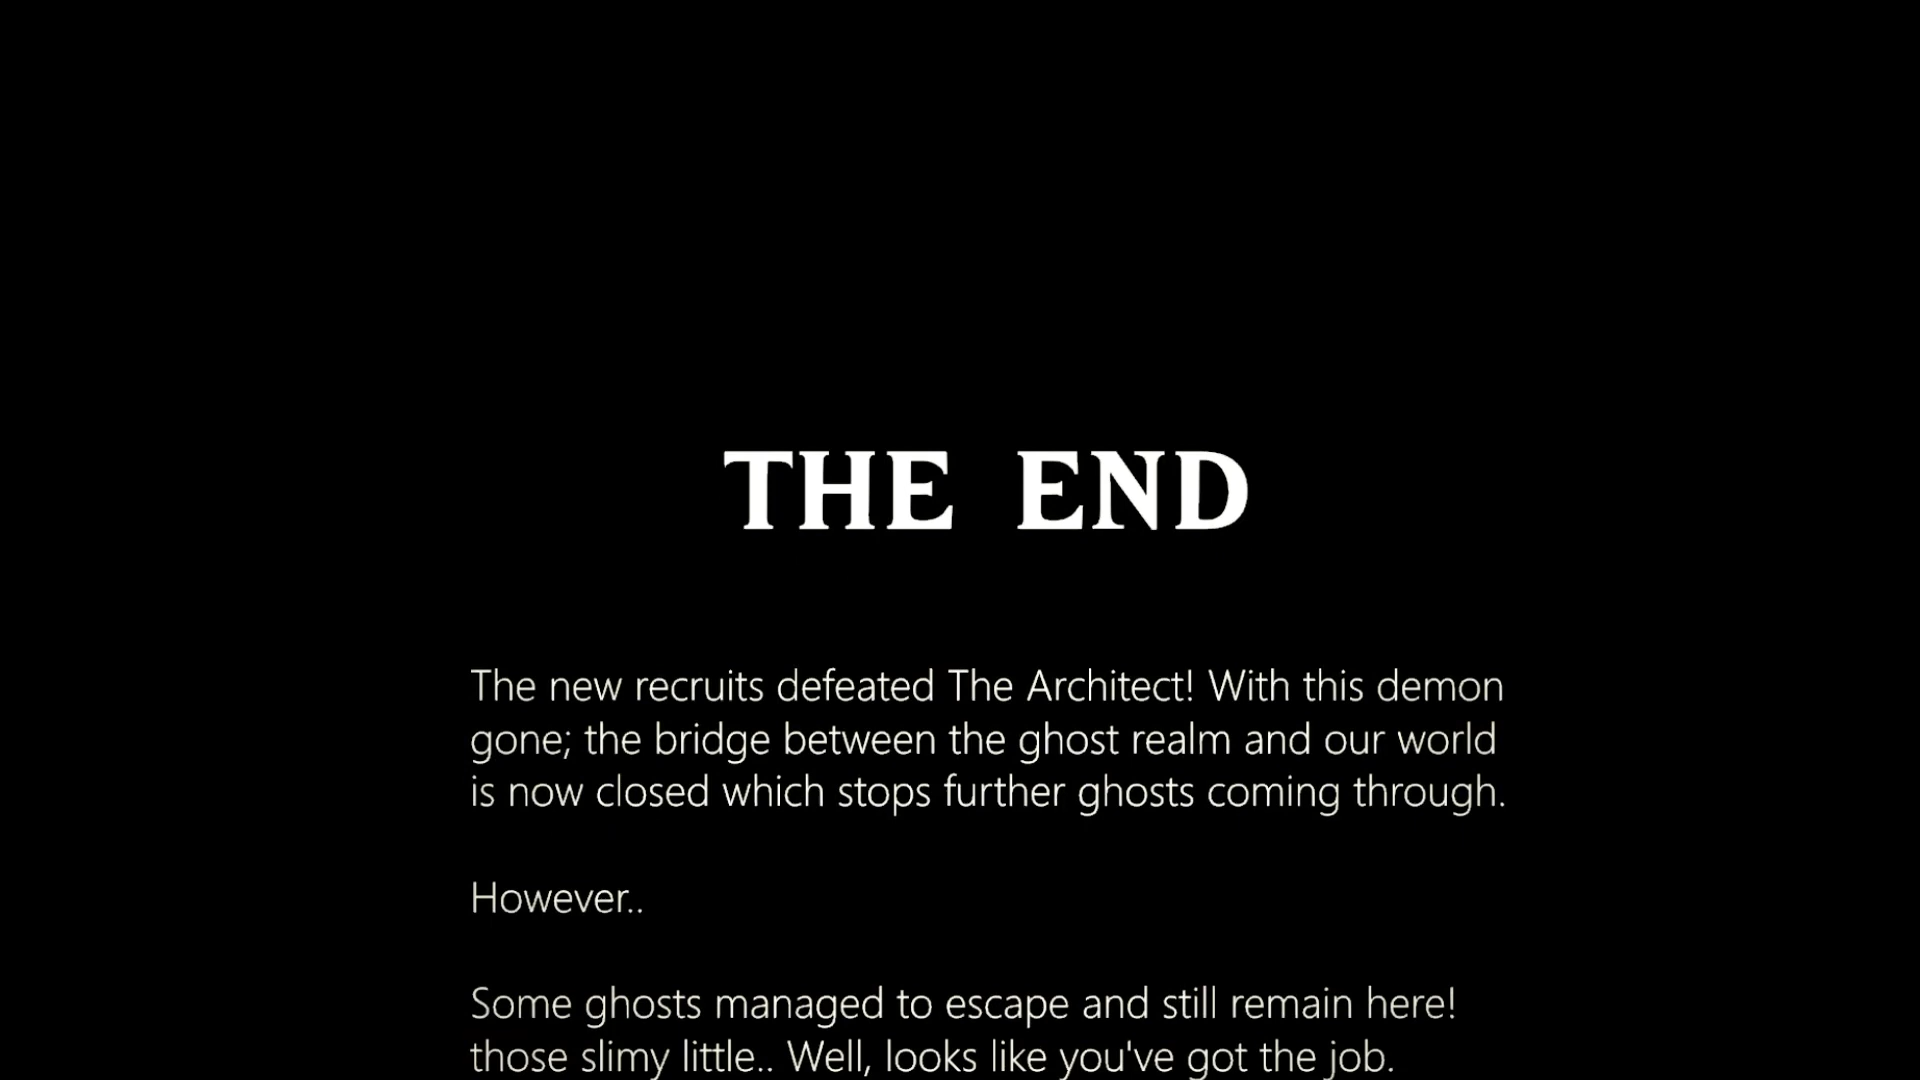 THE END
The new recruits defeated The Architect! With this demon
gone; the bridge between the ghost realm and our world
is now closed which stops further ghosts coming through.
However..
Some ghosts managed to escape and still remain here!
those slimy little.. Well, looks like you've got the job.